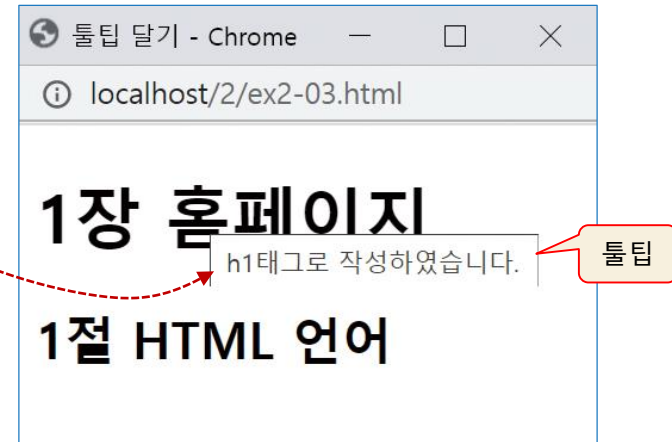 툴팁 달기 - Chrome
localhost/2/ex2-03.html
1장 홈페이지
h1태그로 작성하였습니다.
툴팁
1절 HTML 언어